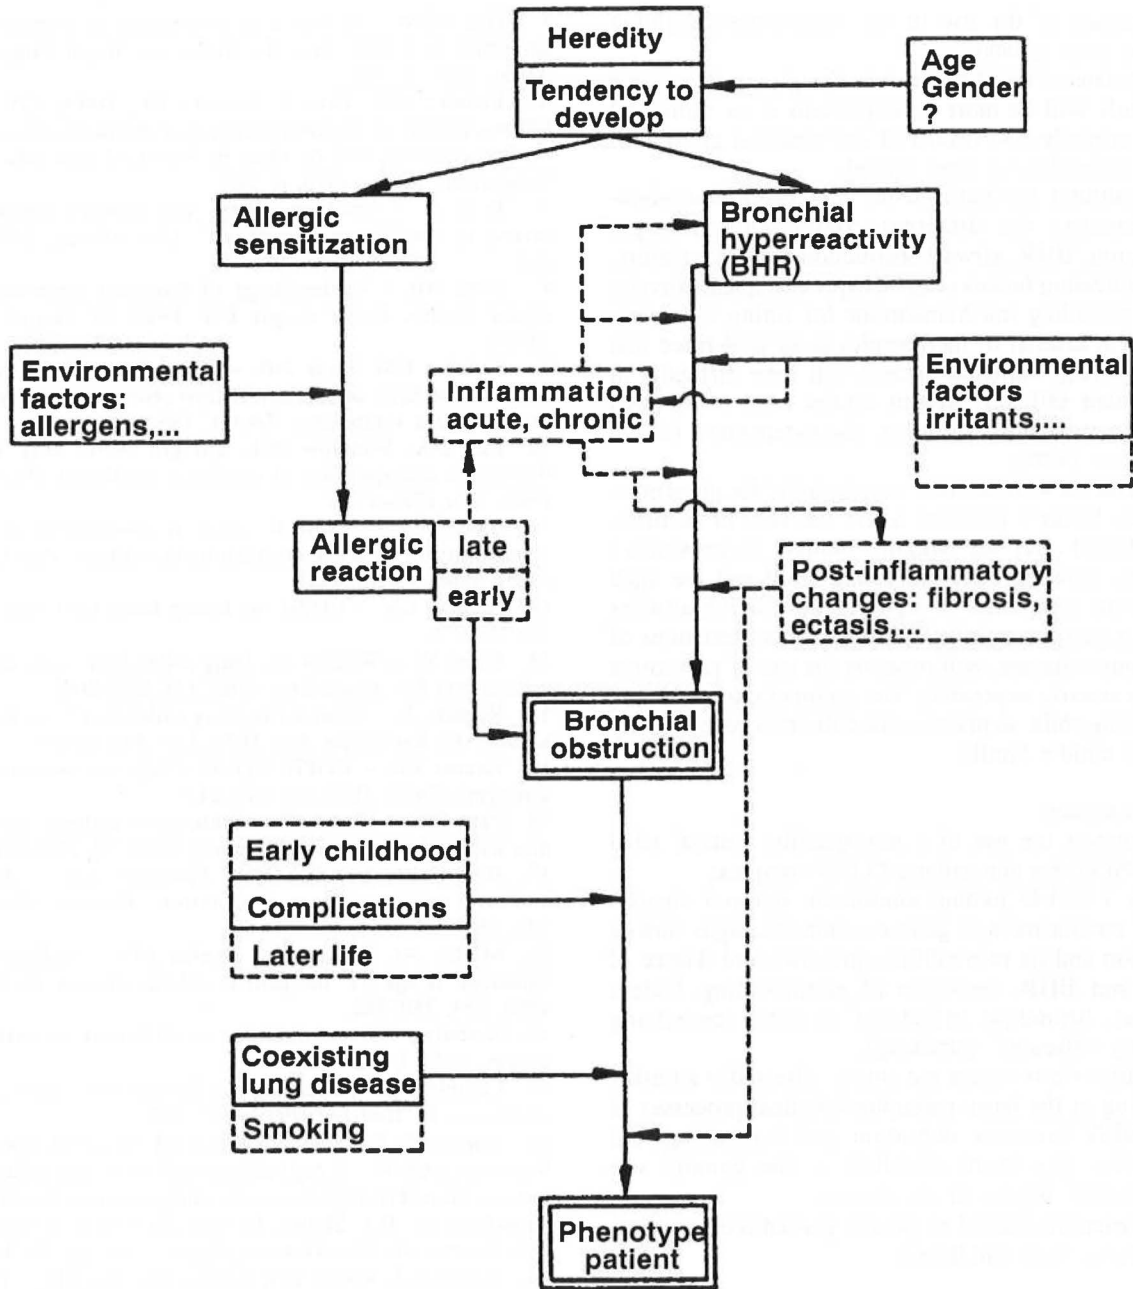 Heredity
Tendency to
develop
Age
Gender
?
Allergic
sensitization
Bronchial
hyperreactivity
(BHR)
Environmental
factors:
allergens,...
Inflammation
acute, chronic
Environmental
factors
irritants,...
Allergic
reaction
late
early
Post-inflammatory
changes: fibrosis,
ectasis,...
Bronchial
obstruction
Early childhood
Complications
Later life
Coexisting
lung disease
Smoking
Phenotype
patient